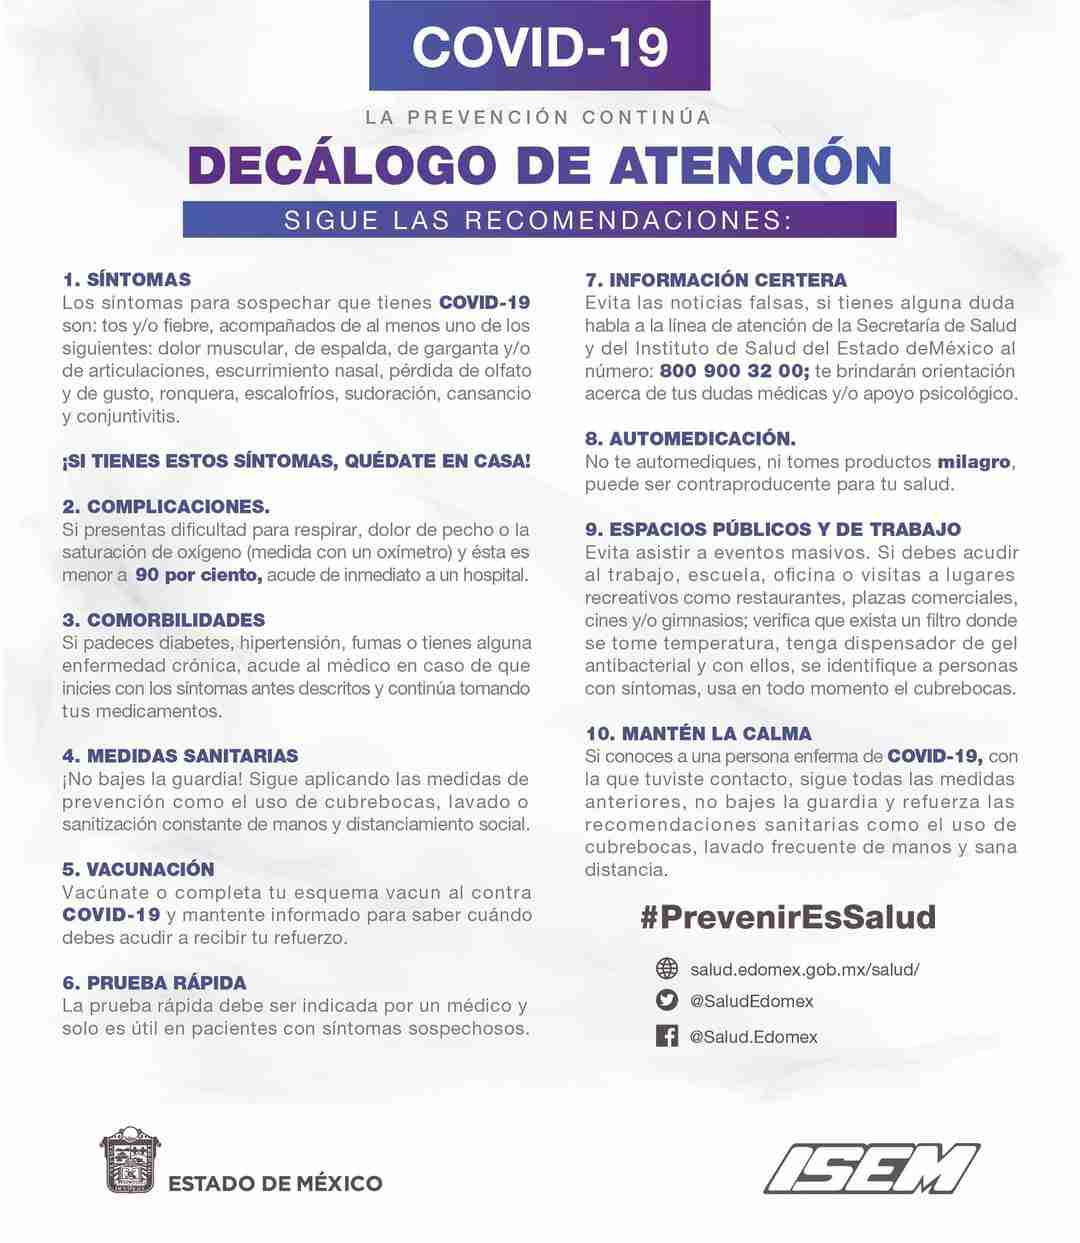 COVID-19
LA PREVENCIÓN CONTINÚA
DECÁLOGO DE ATENCIÓN
SIGUE LAS RECOMENDACIONES:
1. SÍNTOMAS
Los síntomas para sospechar que tienes COVID-19
son: tos y/o fiebre, acompañados de al menos uno de los
siguientes: dolor muscular, de espalda, de garganta y/o
de articulaciones, escurrimiento nasal, pérdida de olfato
y de gusto, ronquera, escalofríos, sudoración, cansancio
y conjuntivitis.
¡SI TIENES ESTOS SÍNTOMAS, QUÉDATE EN CASA!
2. COMPLICACIONES.
Si presentas dificultad para respirar, dolor de pecho o la
saturación de oxígeno (medida con un oxímetro) y ésta es
menor a 90 por ciento, acude de inmediato a un hospital.
3. COMORBILIDADES
Si padeces diabetes, hipertensión, fumas o tienes alguna
enfermedad crónica, acude al médico en caso de que
inicies con los síntomas antes descritos y continúa tomando
tus medicamentos.
4. MEDIDAS SANITARIAS
¡No bajes la guardia! Sigue aplicando las medidas de
prevención como el uso de cubrebocas, lavado o
sanitización constante de manos y distanciamiento social.
5. VACUNACIÓN
Vacúnate o completa tu esquema vacun al contra
COVID-19 y mantente informado para saber cuándo
debes acudir a recibir tu refuerzo.
6. PRUEBA RÁPIDA
La prueba rápida debe ser indicada por un médico y
solo es útil en pacientes con síntomas sospechosos.
7. INFORMACIÓN CERTERA
Evita las noticias falsas, si tienes alguna duda
habla a la línea de atención de la Secretaría de Salud
y del Instituto de Salud del Estado deMéxico al
número: 800 900 32 00; te brindarán orientación
acerca de tus dudas médicas y/o apoyo psicológico.
8. AUTOMEDICACIÓN.
No te automediques, ni tomes productos milagro,
puede ser contraproducente para tu salud.
9. ESPACIOS PÚBLICOS Y DE TRABAJO
Evita asistir a eventos masivos. Si debes acudir
al trabajo, escuela, oficina o visitas a lugares
recreativos como restaurantes, plazas comerciales,
cines y/o gimnasios; verifica que exista un filtro donde
se tome temperatura, tenga dispensador de gel
antibacterial y con ellos, se identifique a personas
con síntomas, usa en todo momento el cubrebocas.
10. MANTÉN LA CALMA
Si conoces a una persona enferma de COVID-19, con
la que tuviste contacto, sigue todas las medidas
anteriores, no bajes la guardia y refuerza las
recomendaciones sanitarias como el uso de
cubrebocas, lavado frecuente de manos y sana
distancia.
#PrevenirEsSalud
salud.edomex.gob.mx/salud/
@SaludEdomex
@Salud.Edomex
ESTADO DE MÉXICO
ISEM